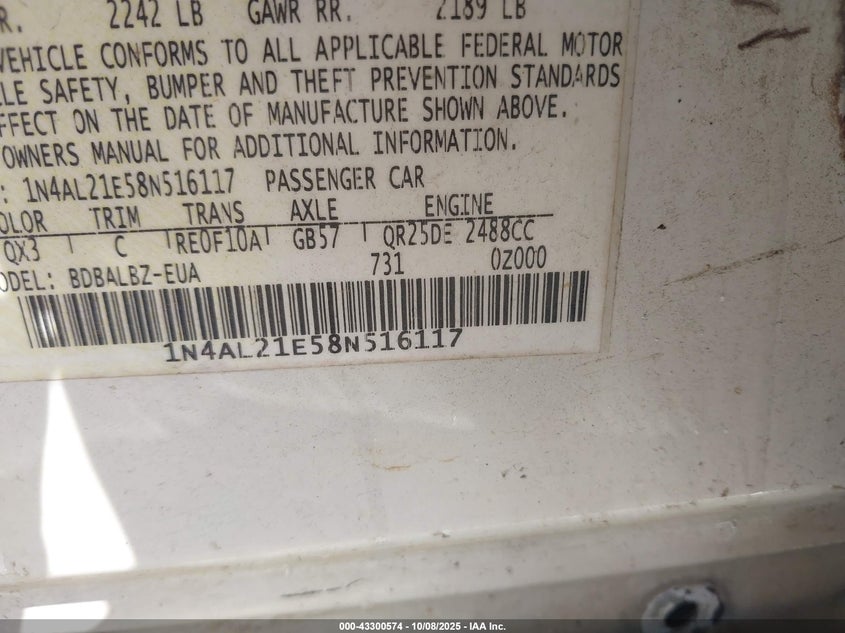 R. 2242 LB GAWR RR. 2189 LB
VEHICLE CONFORMS TO ALL APPLICABLE FEDERAL MOTOR
LE SAFETY, BUMPER AND THEFT PREVENTION STANDARDS
FFECT ON THE DATE OF MANUFACTURE SHOWN ABOVE.
OWNERS MANUAL FOR ADDITIONAL INFORMATION.
: 1N4AL21E58N516117 PASSENGER CAR
OLOR TRIM TRANS AXLE ENGINE
QX3 C RE0F10A GB57 QR25DE 2488CC
ODEL: BDBALBZ-EUA 731 0Z000
1N4AL21E58N516117
000-43300574 - 10/08/2025 - IAA Inc.